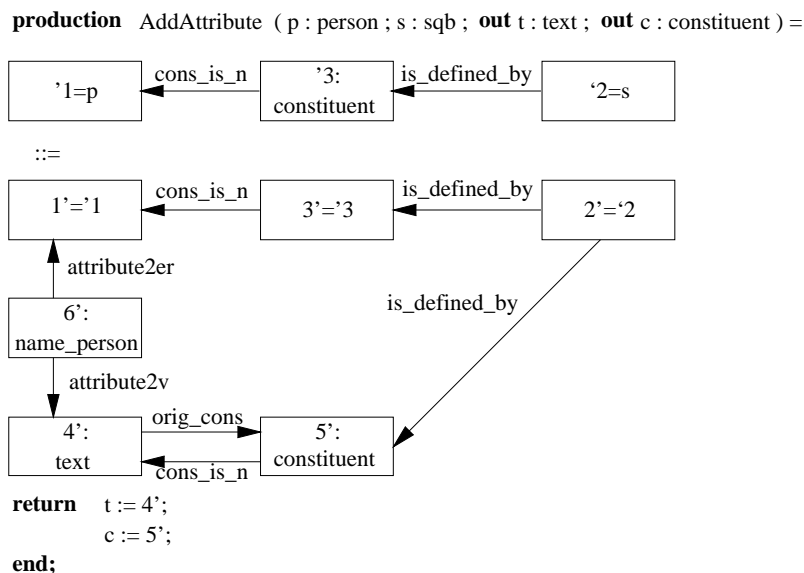 production AddAttribute ( p : person ; s : sqb ; out t : text ; out c : constituent ) =
cons_is_n
is_defined_by
’1=p
’3:
constituent
‘2=s
::=
cons_is_n
is_defined_by
1’=’1
3’=’3
2’=‘2
attribute2er
is_defined_by
6’:
name_person
attribute2v
orig_cons
4’:
text
5’:
constituent
cons_is_n
return t := 4’;
c := 5’;
end;